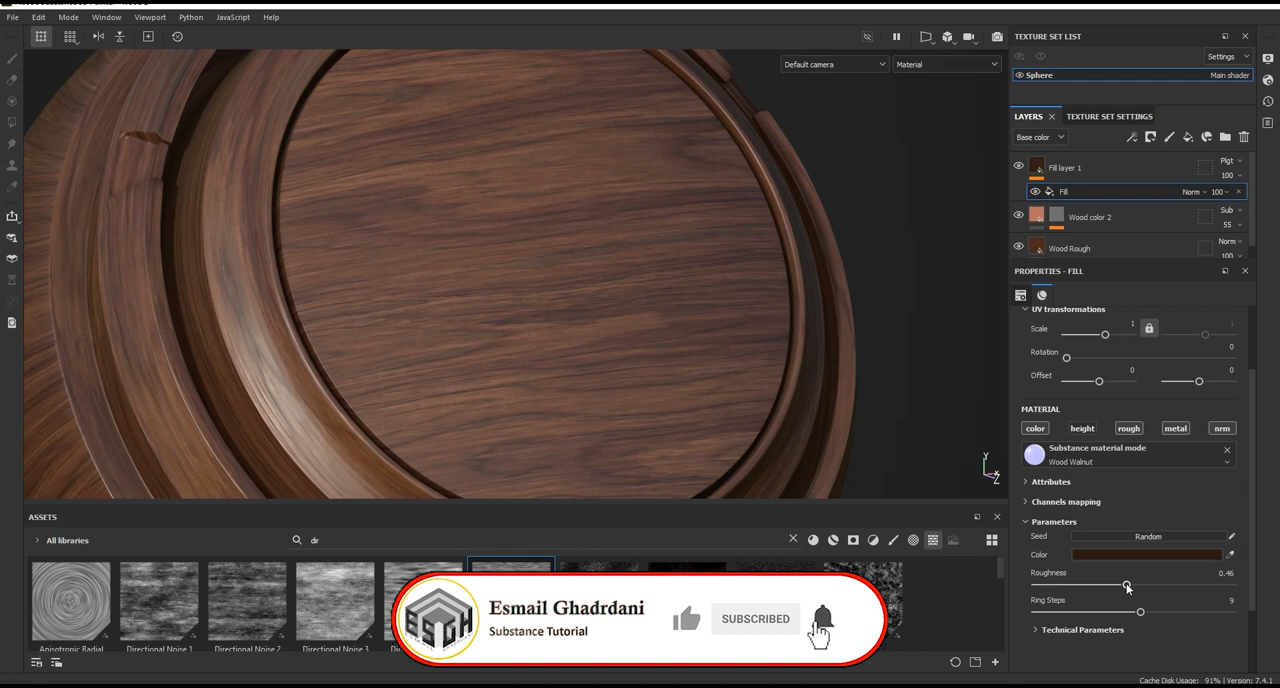 File Edit Mode Window Viewport Python JavaScript Help
Default camera
Material
TEXTURE SET LIST
Settings
Sphere
Main shader
LAYERS
TEXTURE SET SETTINGS
Base color
Fill layer 1
Plgt
100
Fill
Norm
100
Wood color 2
Sub
55
Wood Rough
Norm
100
PROPERTIES - FILL
UV transformations
Scale
1
1
Rotation
0
Offset
0
0
MATERIAL
color height rough metal nrm
Substance material mode
Wood Walnut
Attributes
Channels mapping
Parameters
Seed
Random
Color
Roughness
0.46
Ring Steps
9
Technical Parameters
Y
Z
ASSETS
All libraries
dr
Anisotropic Radial
Directional Noise 1
Directional Noise 2
Directional Noise 3
ESGH
Esmail Ghadrdani
Substance Tutorial
SUBSCRIBED
Cache Disk Usage: 91% | Version: 7.4.1